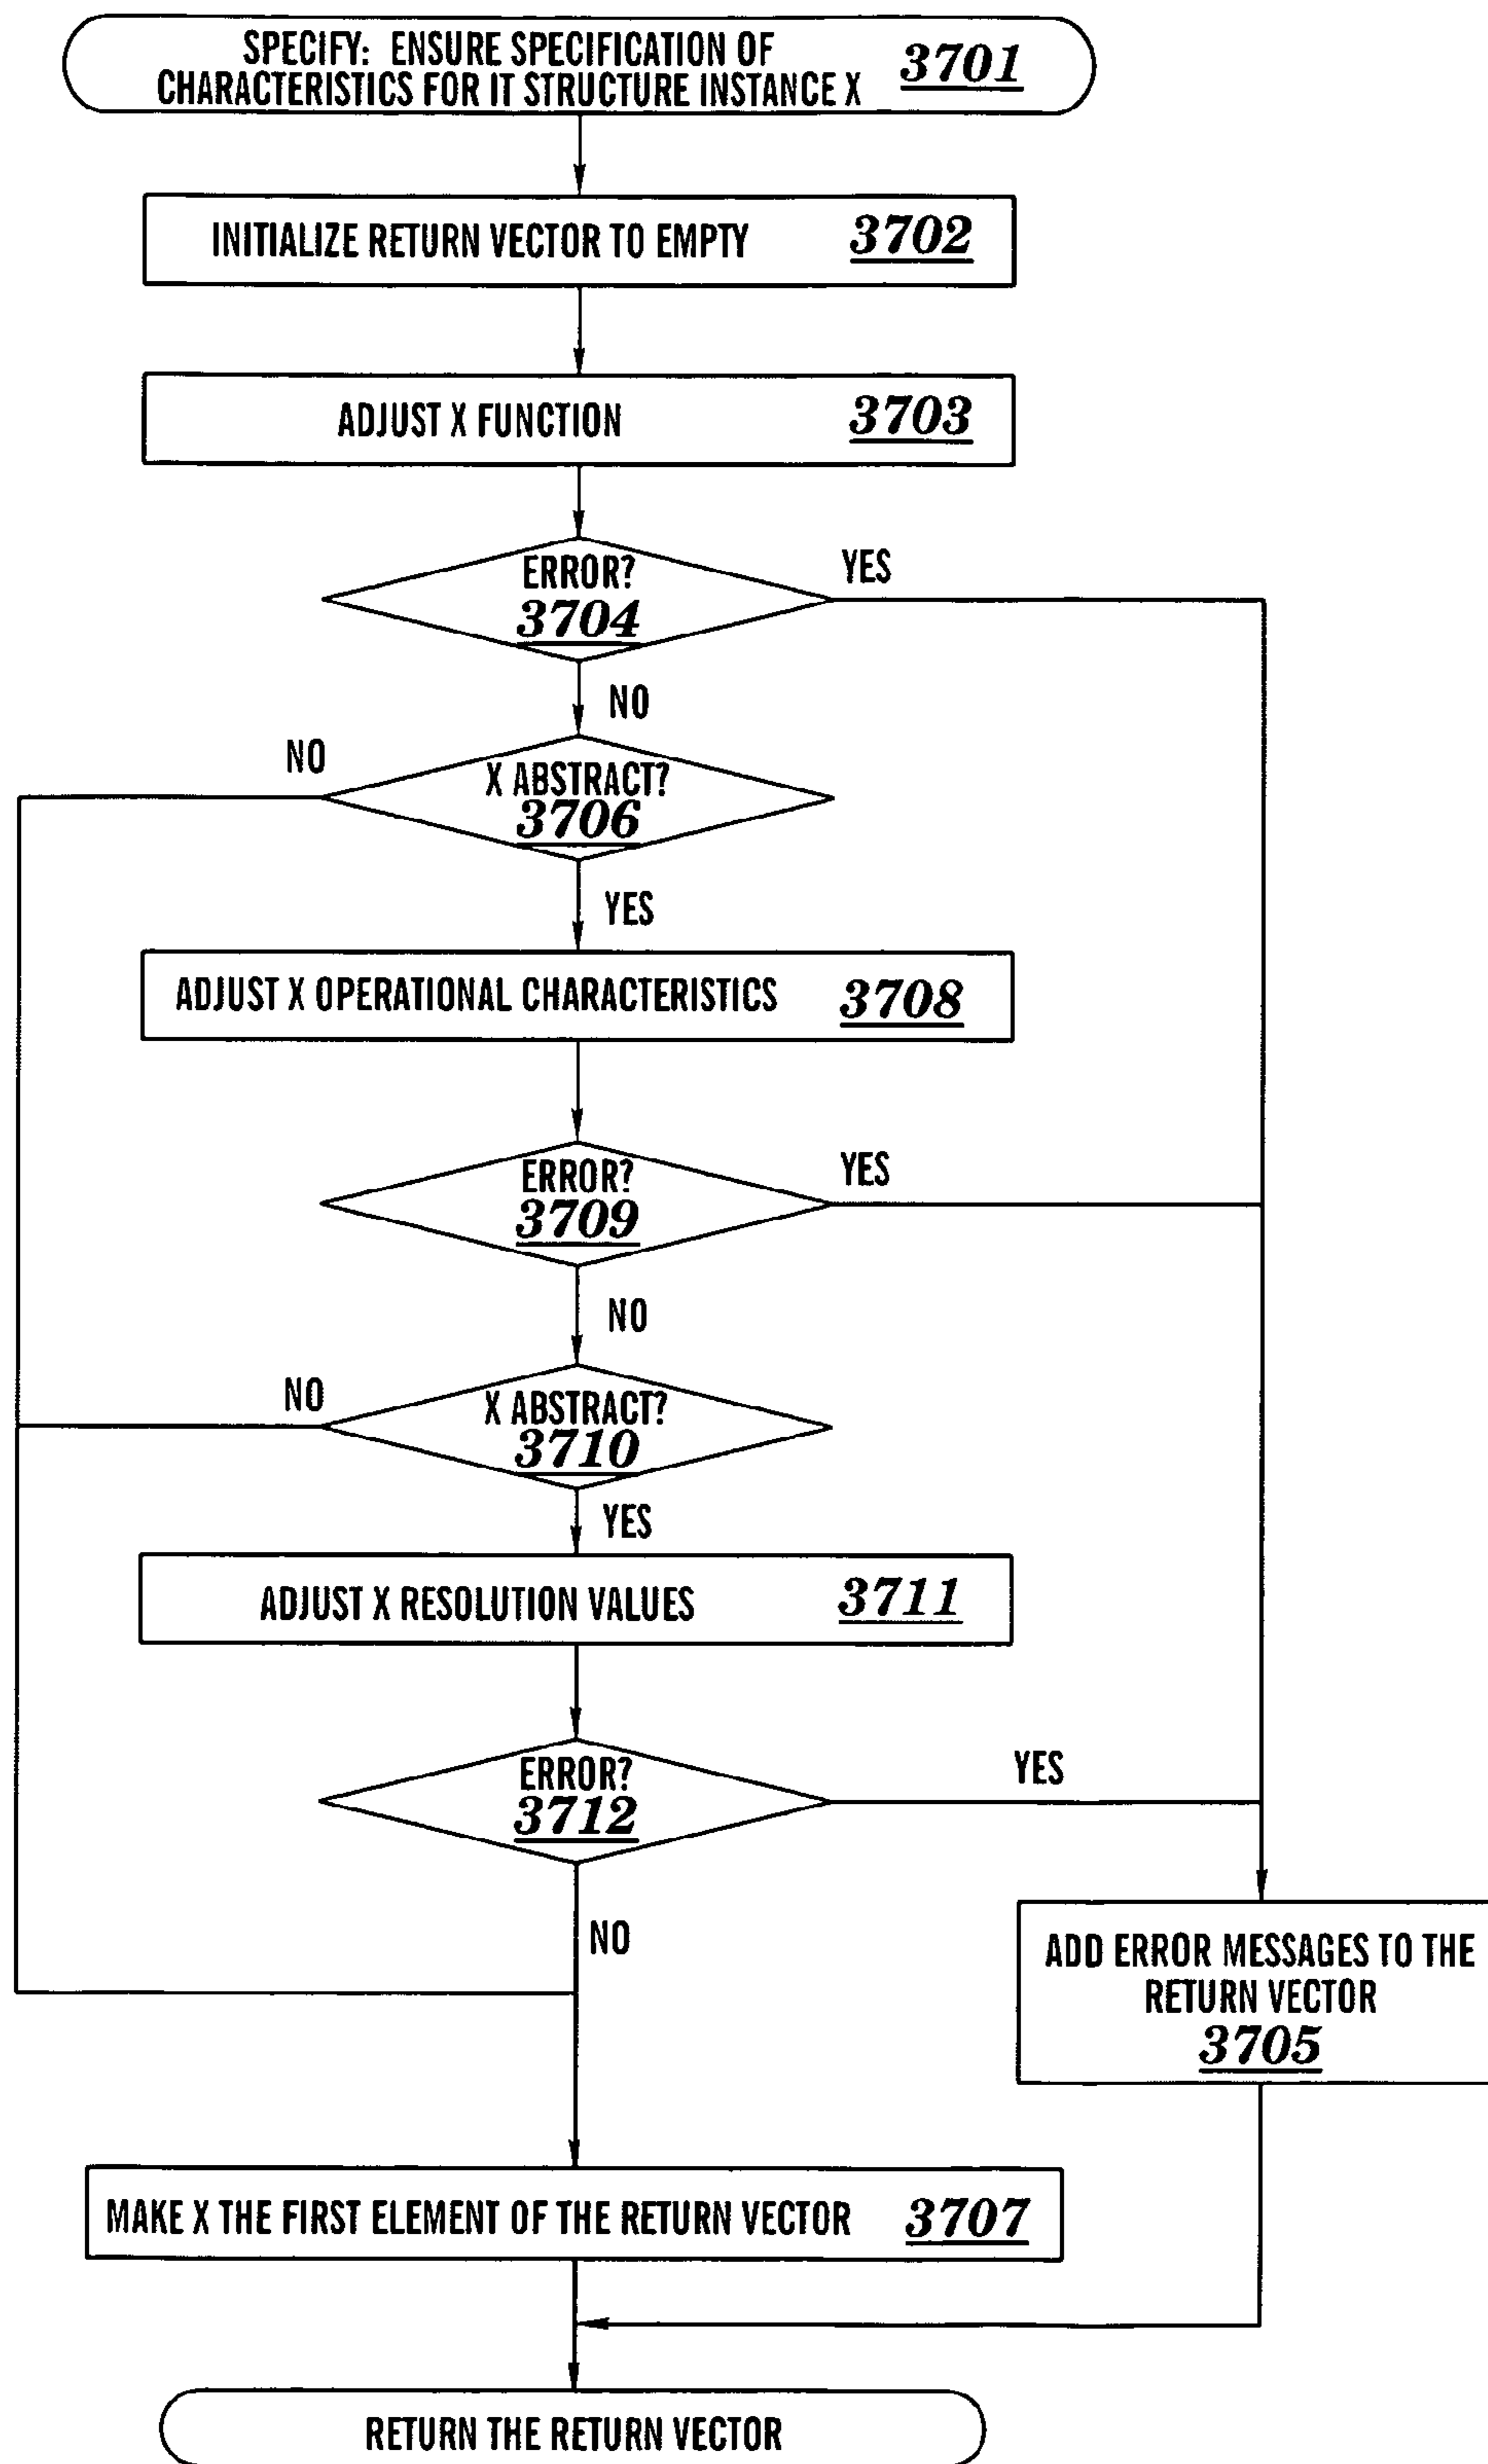 SPECIFY: ENSURE SPECIFICATION OF
CHARACTERISTICS FOR IT STRUCTURE INSTANCE X
3701
INITIALIZE RETURN VECTOR TO EMPTY 3702
ADJUST X FUNCTION 3703
ERROR?
3704
YES
NO
X ABSTRACT?
3706
NO
YES
ADJUST X OPERATIONAL CHARACTERISTICS 3708
ERROR?
3709
YES
NO
X ABSTRACT?
3710
NO
YES
ADJUST X RESOLUTION VALUES 3711
ERROR?
3712
YES
NO
ADD ERROR MESSAGES TO THE
RETURN VECTOR
3705
MAKE X THE FIRST ELEMENT OF THE RETURN VECTOR 3707
RETURN THE RETURN VECTOR